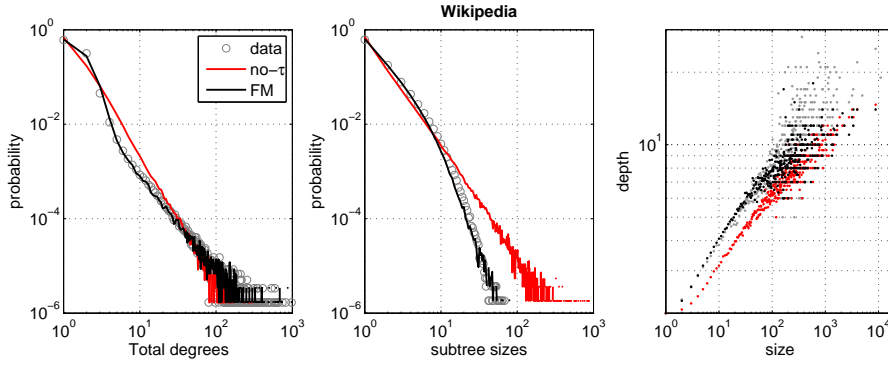 Wikipedia
probability
10^0
10^-2
10^-4
10^-6
10^0
10^1
10^2
10^3
Total degrees
data
no-τ
FM
probability
10^0
10^-2
10^-4
10^-6
10^0
10^1
10^2
10^3
subtree sizes
depth
10^1
10^0
10^1
10^2
10^3
10^4
size